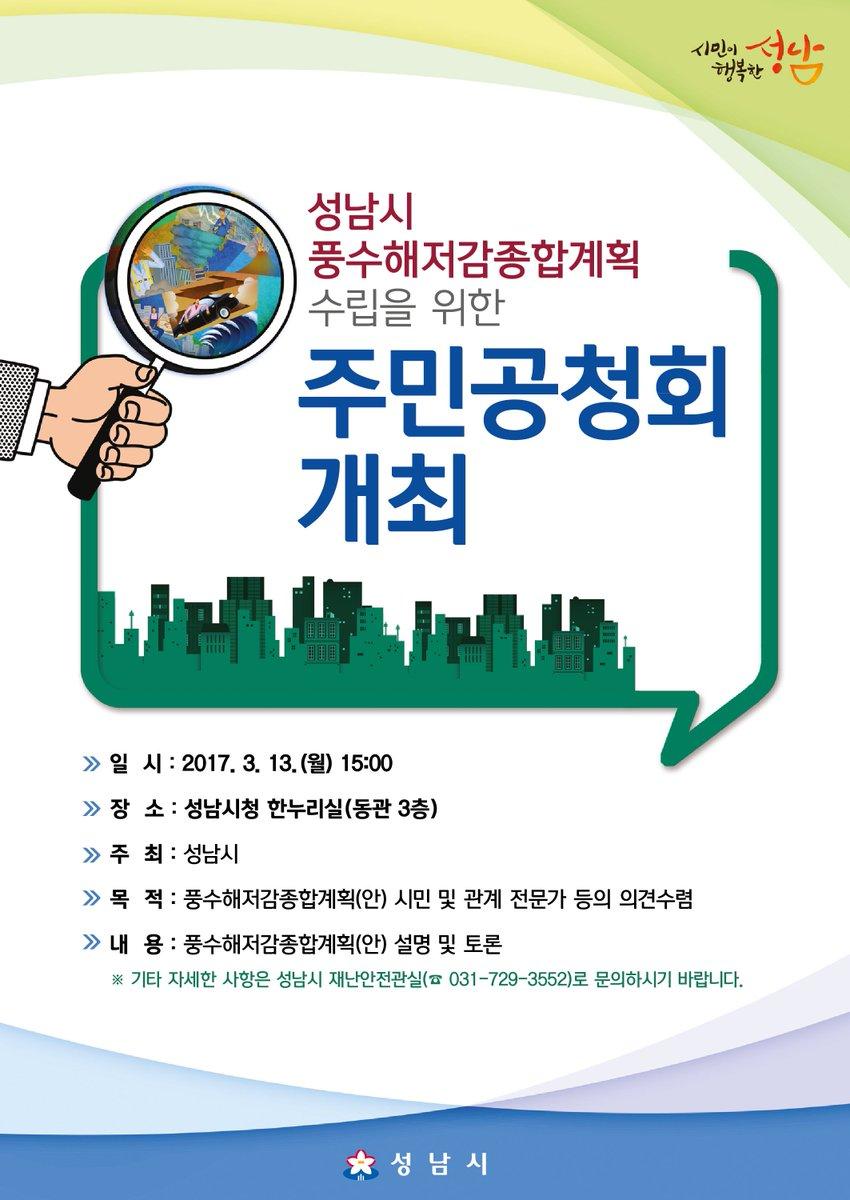 시민이
행복한 성남
성남시
풍수해저감종합계획
수립을 위한
주민공청회
개최
일 시 : 2017. 3. 13.(월) 15:00
장 소 : 성남시청 한누리실(동관 3층)
주 최 : 성남시
목 적 : 풍수해저감종합계획(안) 시민 및 관계 전문가 등의 의견수렴
내 용 : 풍수해저감종합계획(안) 설명 및 토론
※ 기타 자세한 사항은 성남시 재난안전관실(☎ 031-729-3552)로 문의하시기 바랍니다.
성남시